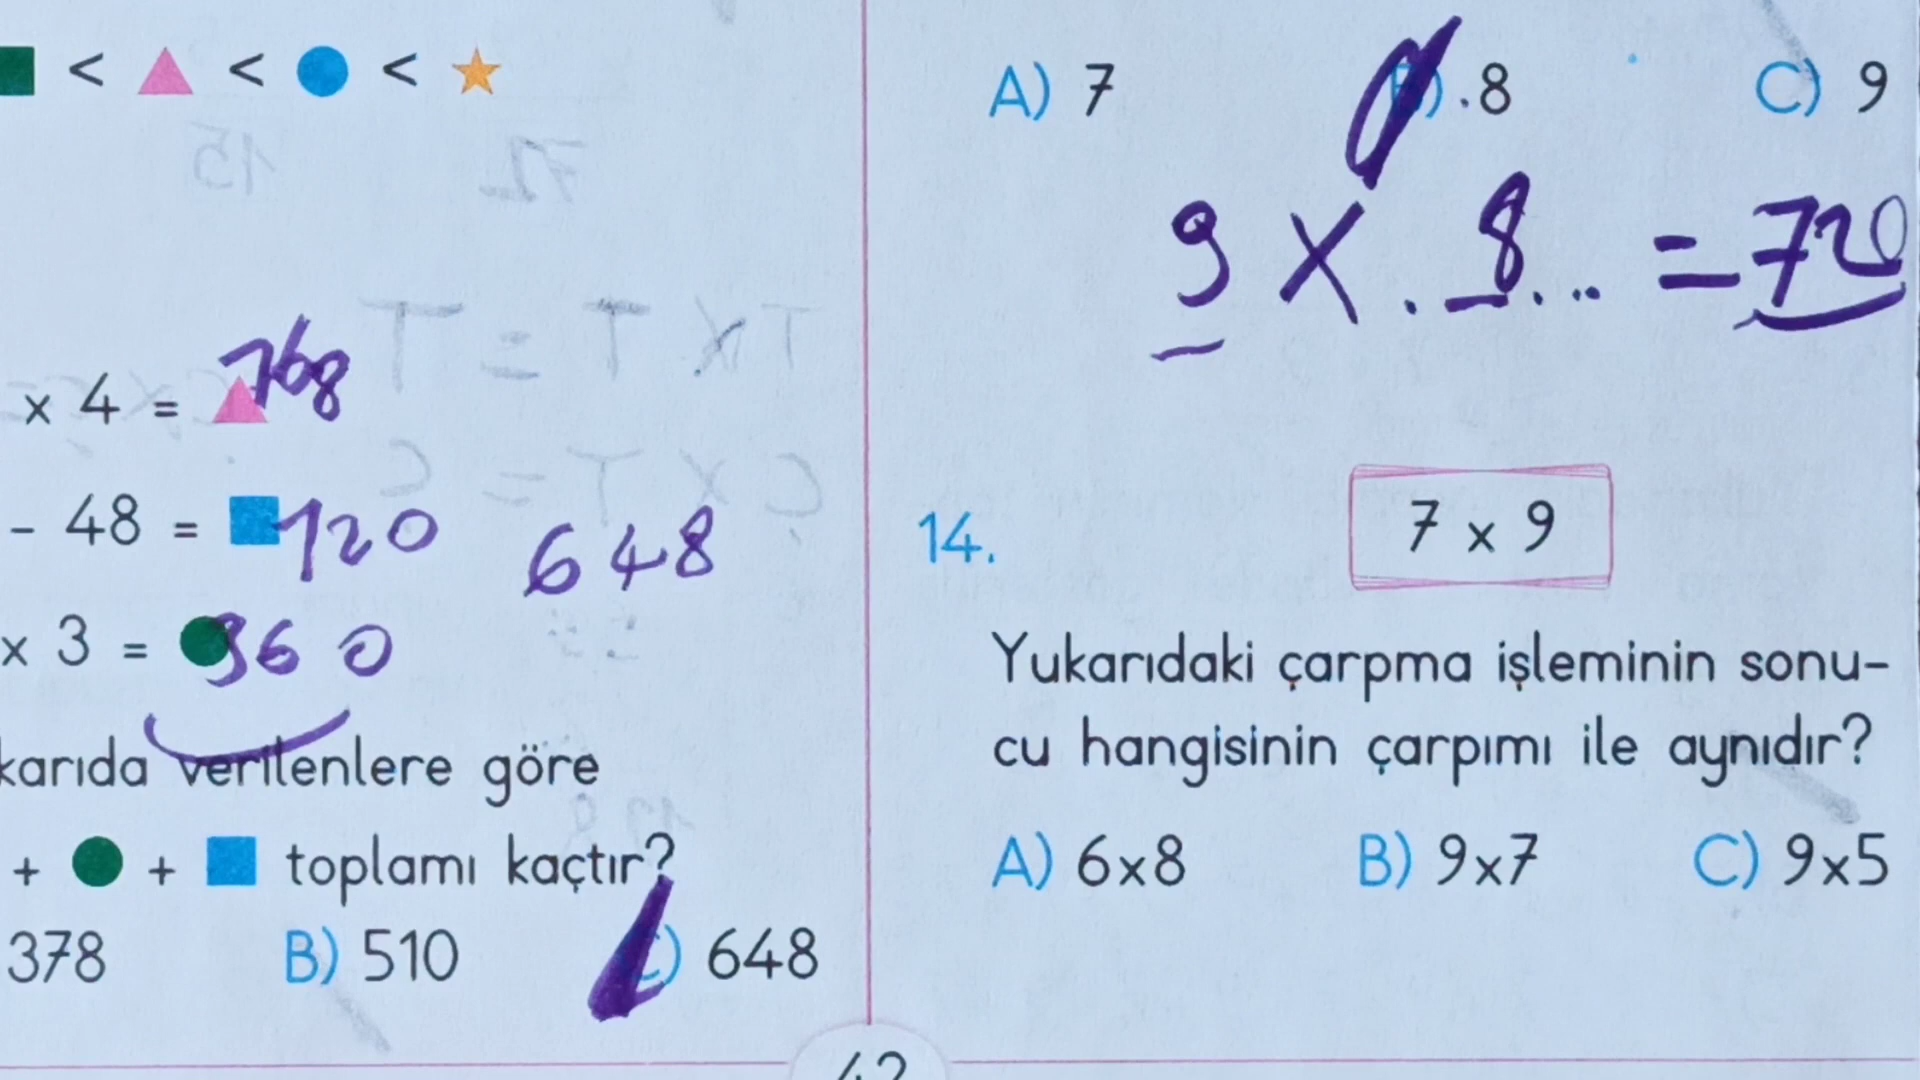 < < <
x 4 = 768
- 48 = 120
648
x 3 = 360
karıda verilenlere göre
+ + toplamı kaçtır?
378 B) 510 C) 648
A) 7 B) .8 C) 9
9 X . 8 ... = 720
14. 7 x 9
Yukarıdaki çarpma işleminin sonu-
cu hangisinin çarpımı ile aynıdır?
A) 6x8 B) 9x7 C) 9x5
42